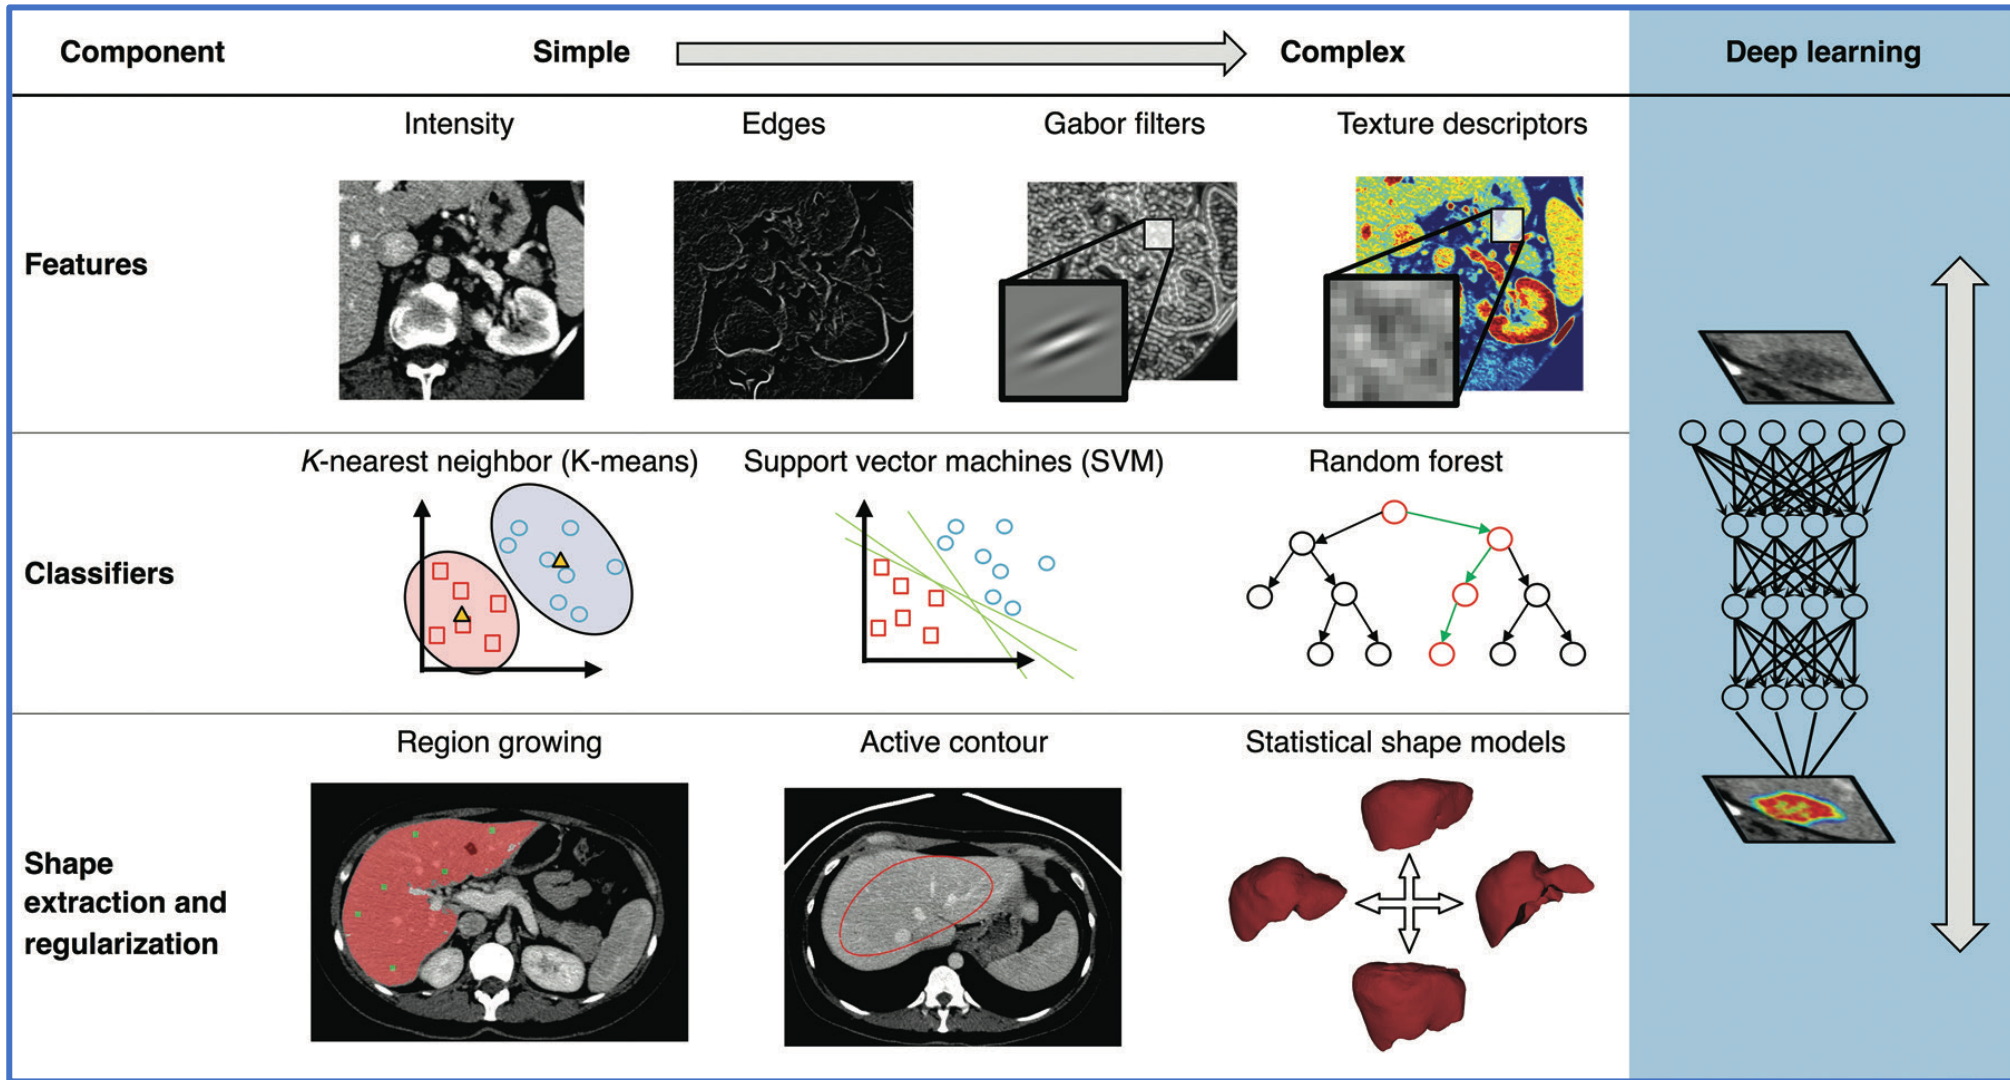 Component
Simple
Complex
Deep learning
Features
Intensity
Edges
Gabor filters
Texture descriptors
Classifiers
K-nearest neighbor (K-means)
Support vector machines (SVM)
Random forest
Shape
extraction and
regularization
Region growing
Active contour
Statistical shape models